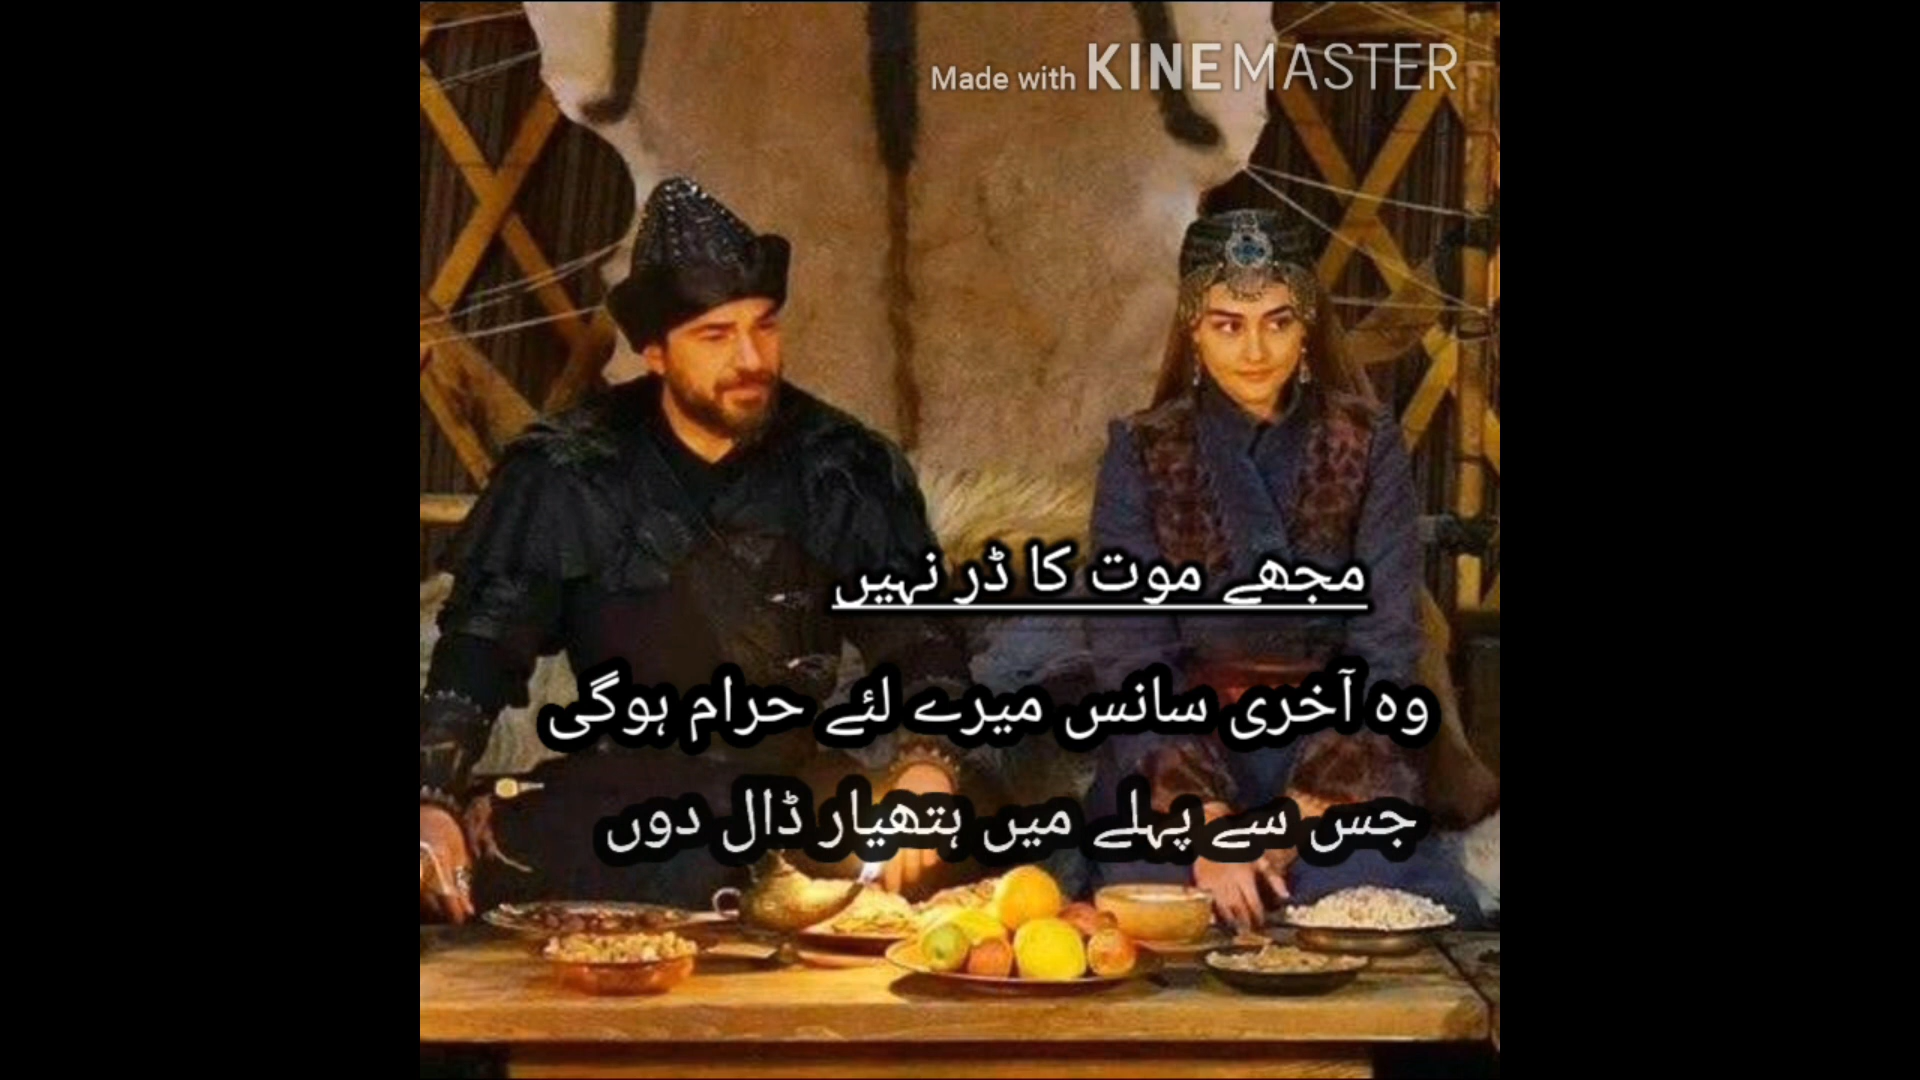 Made with KINEMASTER
مجھے موت کا ڈر نہیں
وہ آخری سانس میرے لئے حرام ہوگی
جس سے پہلے میں ہتھیار ڈال دوں